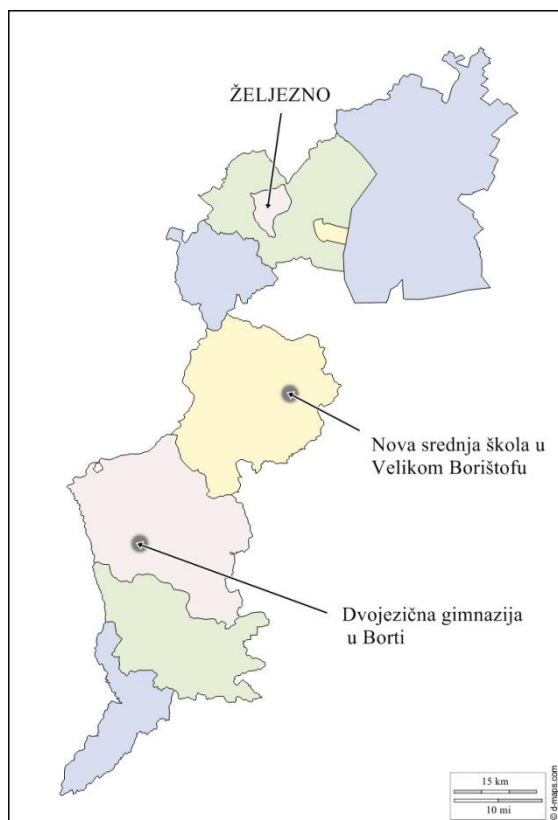 ŽELJEZNO
Nova srednja škola u
Velikom Borištofu
Dvojezična gimnazija
u Borti
15 km
10 mi
© d-maps.com